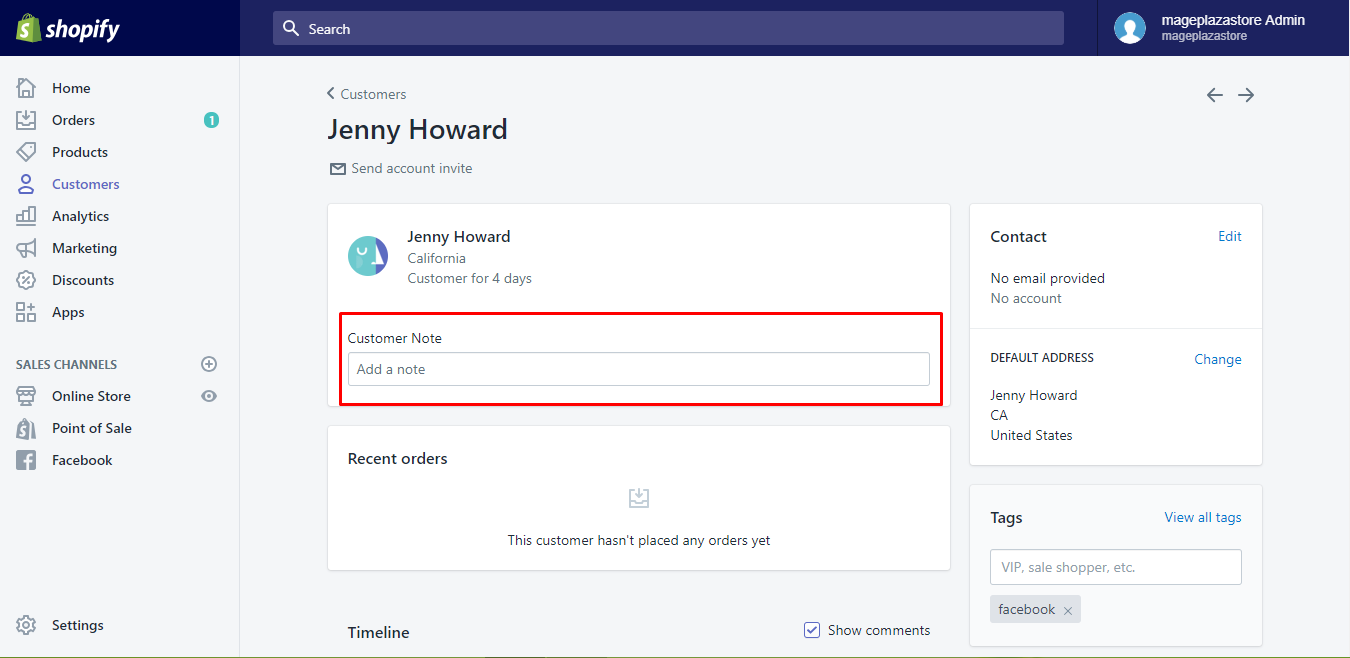 shopify
Search
mageplazastore Admin
mageplazastore
Home
Orders
1
Products
Customers
Analytics
Marketing
Discounts
Apps
SALES CHANNELS
Online Store
Point of Sale
Facebook
Settings
Customers
Jenny Howard
Send account invite
Jenny Howard
California
Customer for 4 days
Customer Note
Add a note
Recent orders
This customer hasn't placed any orders yet
Timeline
Show comments
Contact
Edit
No email provided
No account
DEFAULT ADDRESS
Change
Jenny Howard
CA
United States
Tags
View all tags
VIP, sale shopper, etc.
facebook